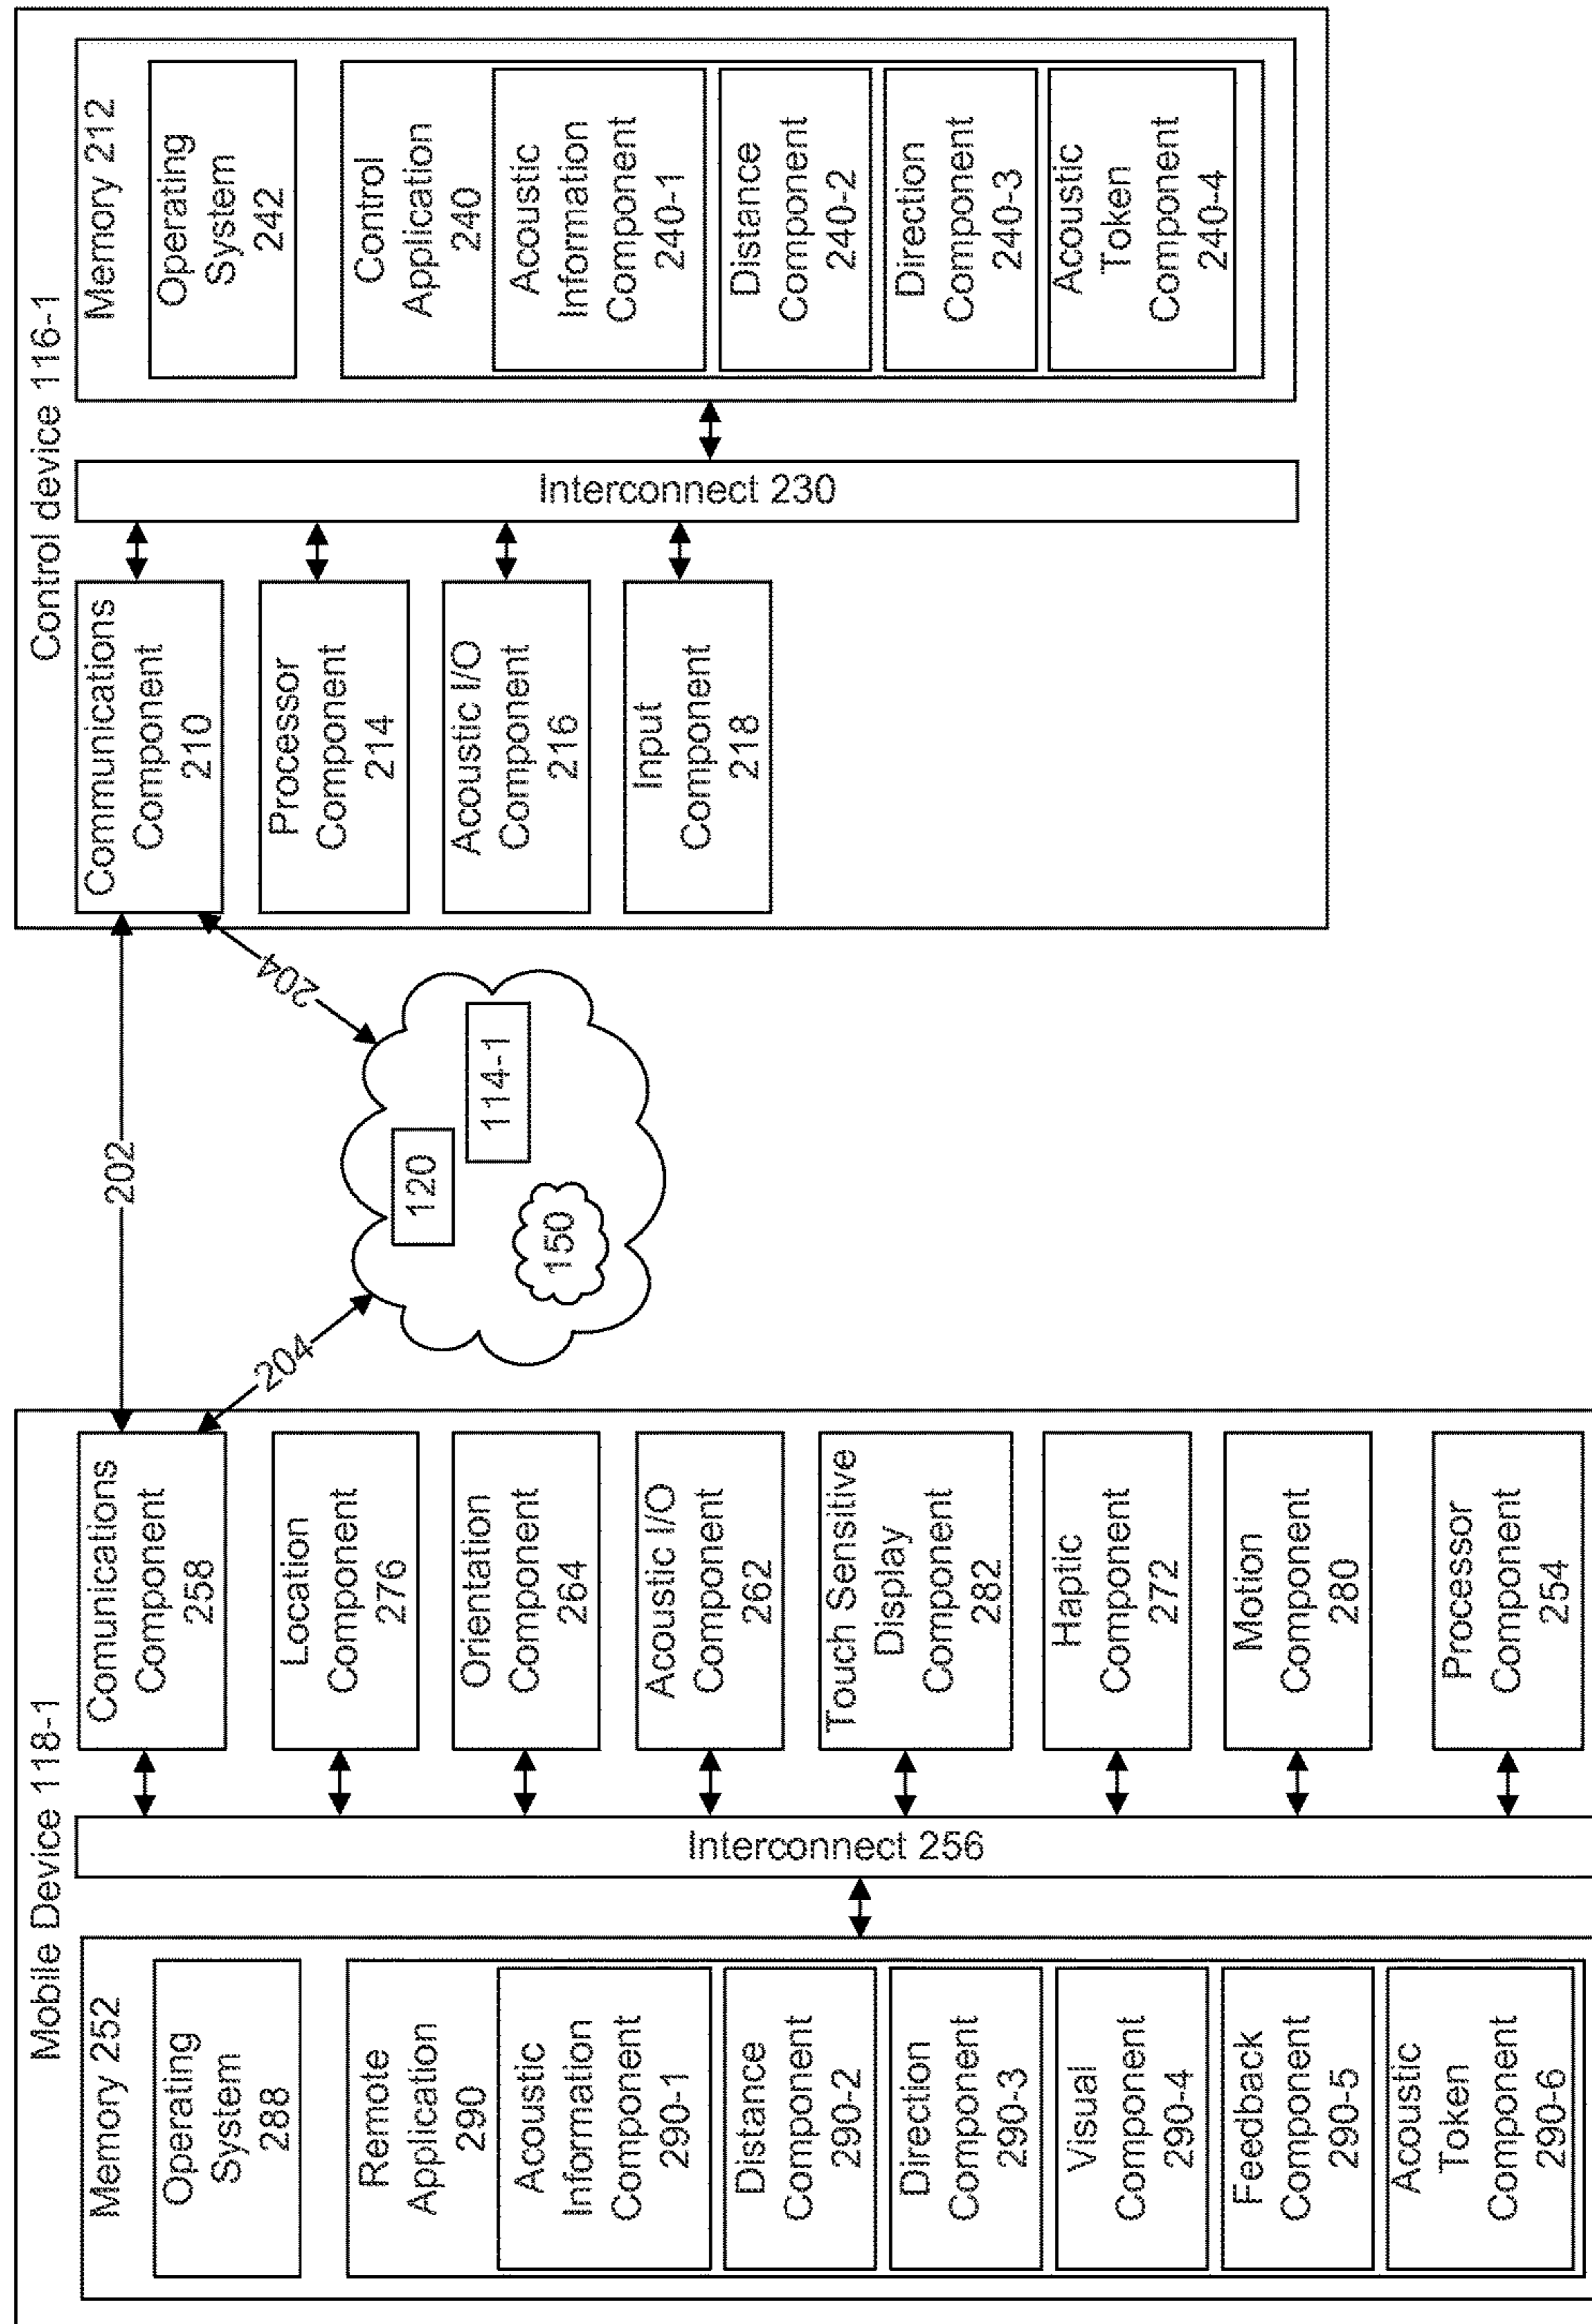 Mobile Device 118-1
Memory 252
Operating
System
288
Remote
Application
290
Acoustic
Information
Component
290-1
Distance
Component
290-2
Direction
Component
290-3
Visual
Component
290-4
Feedback
Component
290-5
Acoustic
Token
Component
290-6
Interconnect 256
Comunications
Component
258
Location
Component
276
Orientation
Component
264
Acoustic I/O
Component
262
Touch Sensitive
Display
Component
282
Haptic
Component
272
Motion
Component
280
Processor
Component
254
202
204
204
120
114-1
150
Control device 116-1
Communications
Component
210
Processor
Component
214
Acoustic I/O
Component
216
Input
Component
218
Interconnect 230
Memory 212
Operating
System
242
Control
Application
240
Acoustic
Information
Component
240-1
Distance
Component
240-2
Direction
Component
240-3
Acoustic
Token
Component
240-4